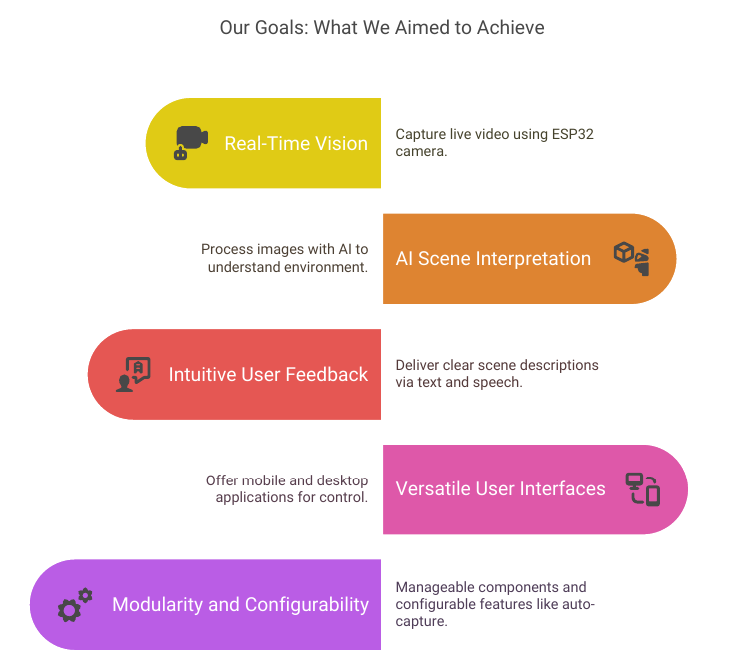 Our Goals: What We Aimed to Achieve
Real-Time Vision
Capture live video using ESP32
camera.
Process images with AI to
understand environment.
AI Scene Interpretation
Intuitive User Feedback
Deliver clear scene descriptions
via text and speech.
Offer mobile and desktop
applications for control.
Versatile User Interfaces
Modularity and Configurability
Manageable components and
configurable features like auto-
capture.